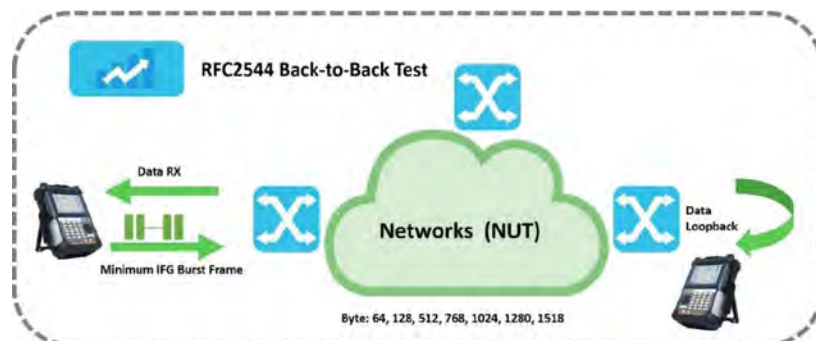 RFC2544 Back-to-Back Test
Data RX
Minimum IFG Burst Frame
Networks (NUT)
Data
Loopback
Byte: 64, 128, 512, 768, 1024, 1280, 1518